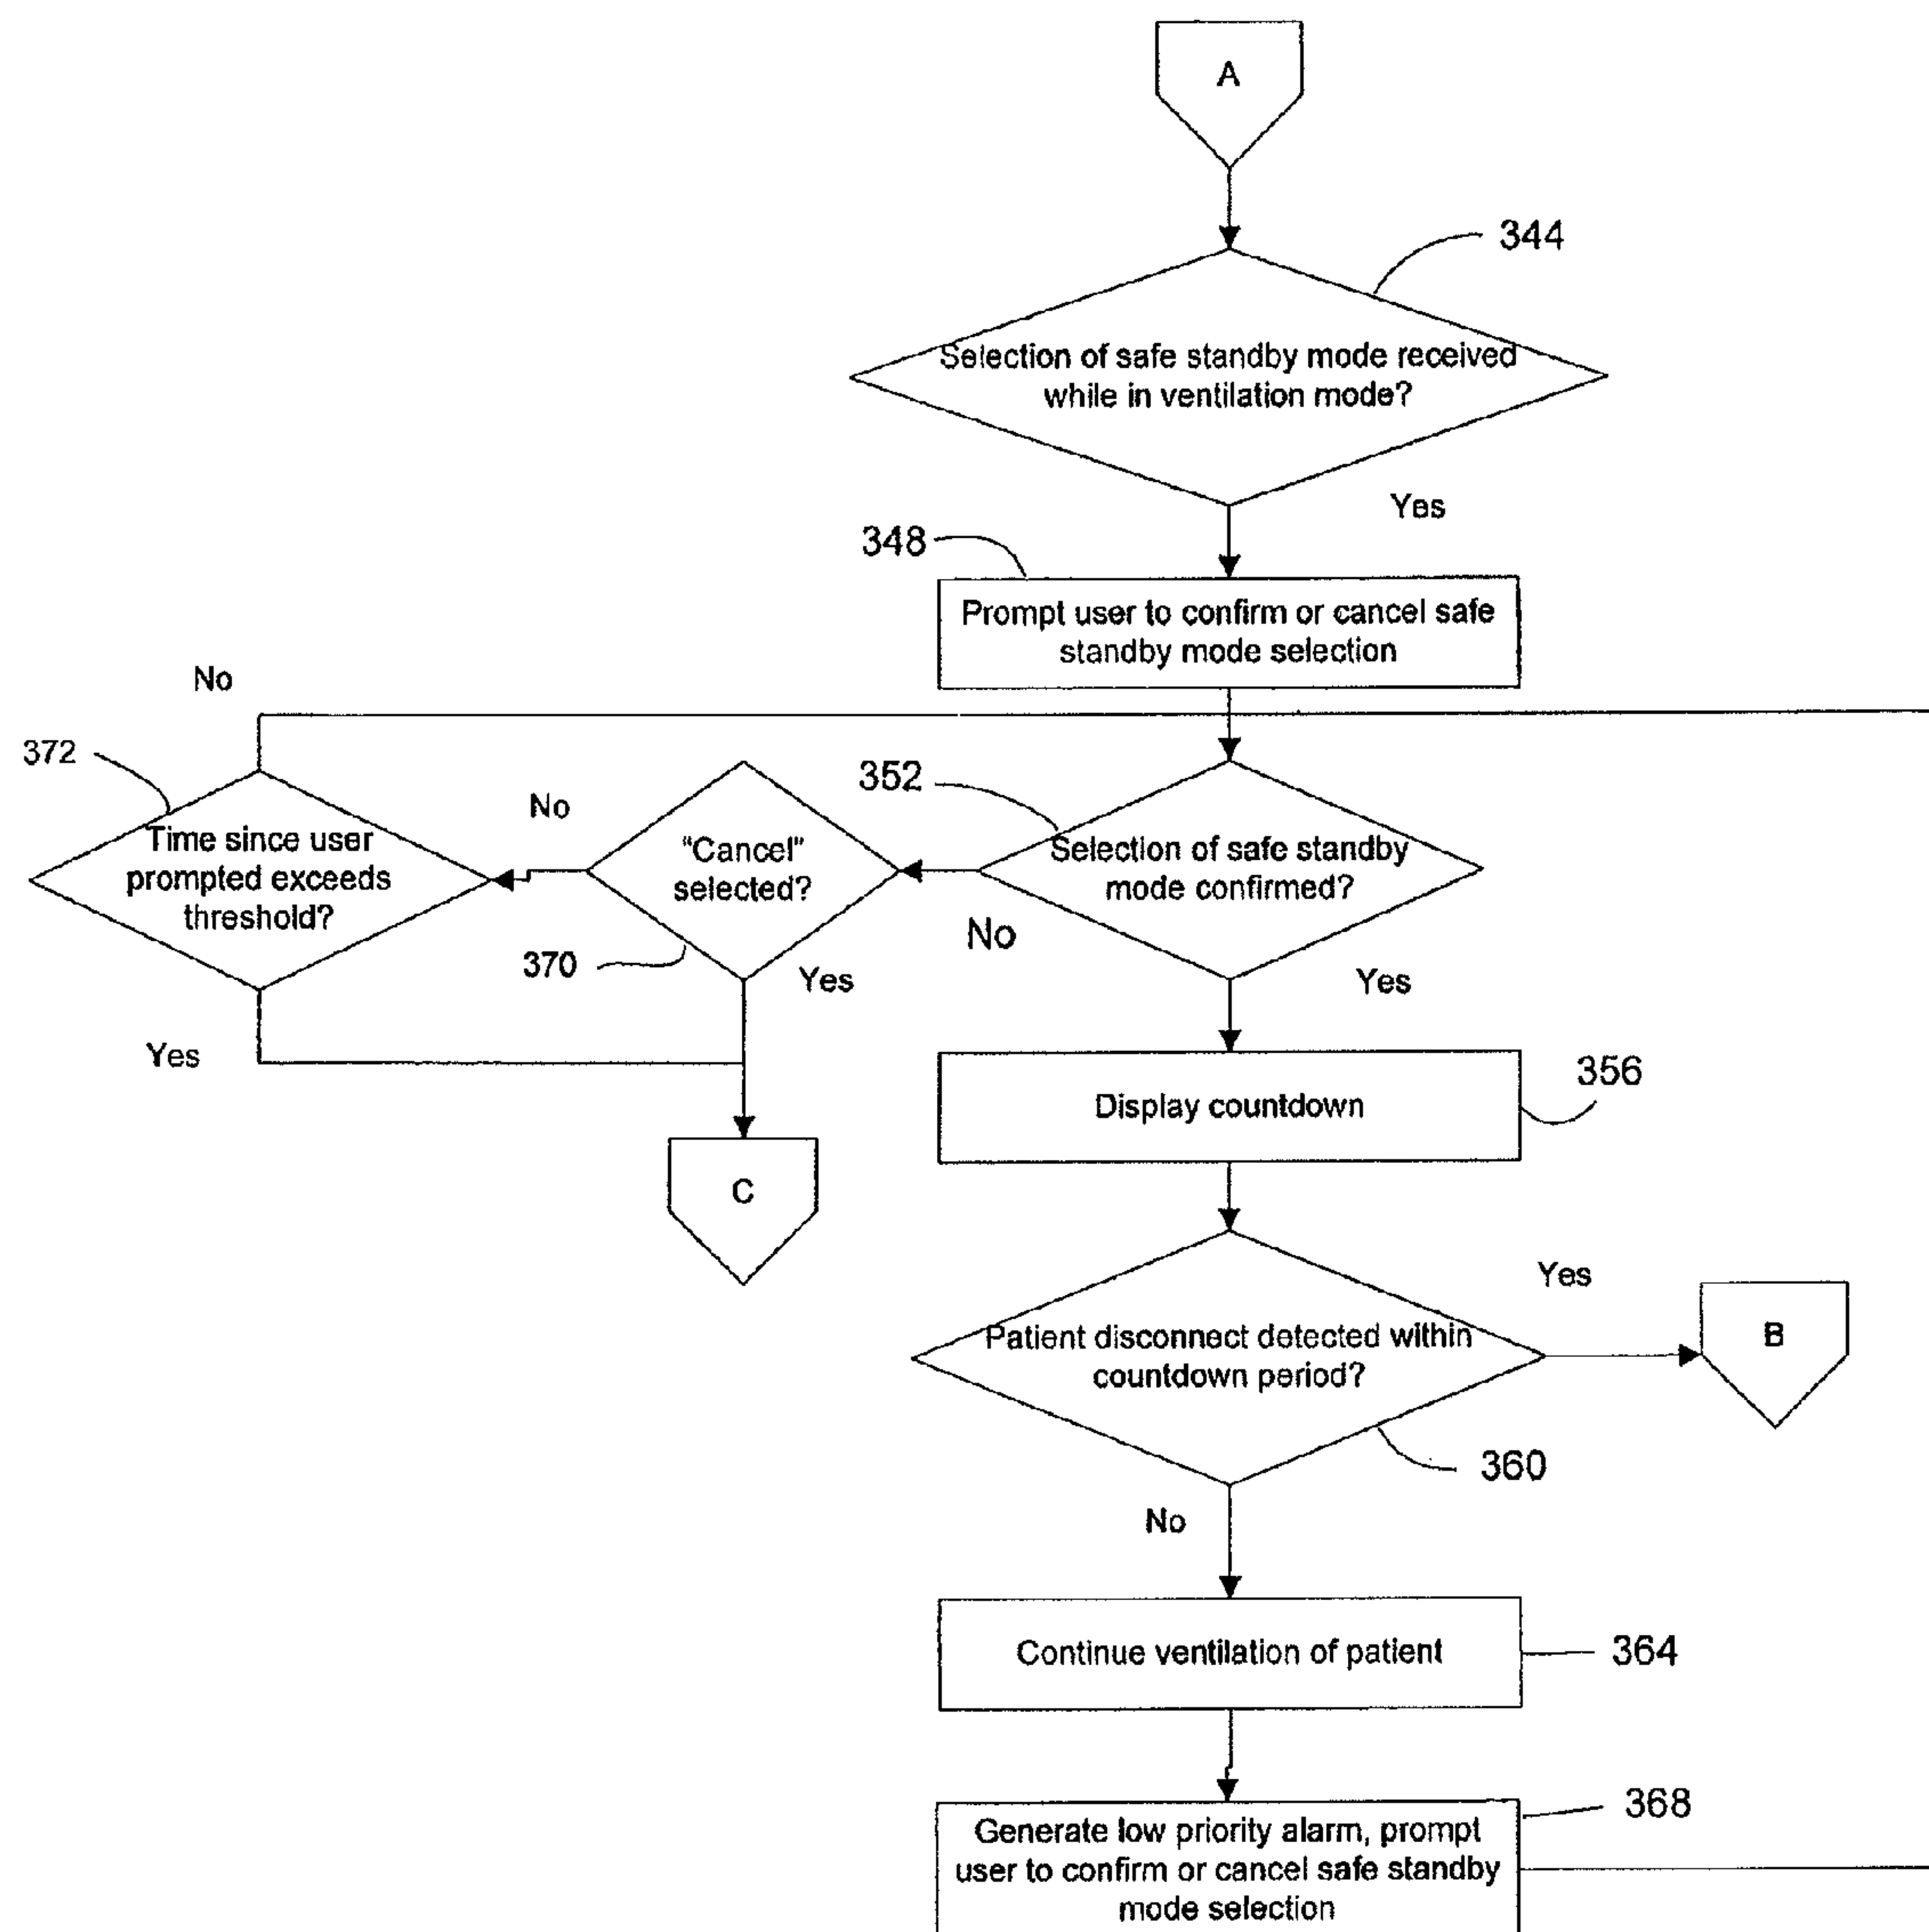 A
344
Selection of safe standby mode received
while in ventilation mode?
Yes
348
Prompt user to confirm or cancel safe
standby mode selection
No
372
Time since user
prompted exceeds
threshold?
Yes
No
"Cancel"
selected?
370
Yes
C
352
Selection of safe standby
mode confirmed?
No
Yes
Display countdown
356
Patient disconnect detected within
countdown period?
Yes
B
360
No
Continue ventilation of patient
364
Generate low priority alarm, prompt
user to confirm or cancel safe standby
mode selection
368